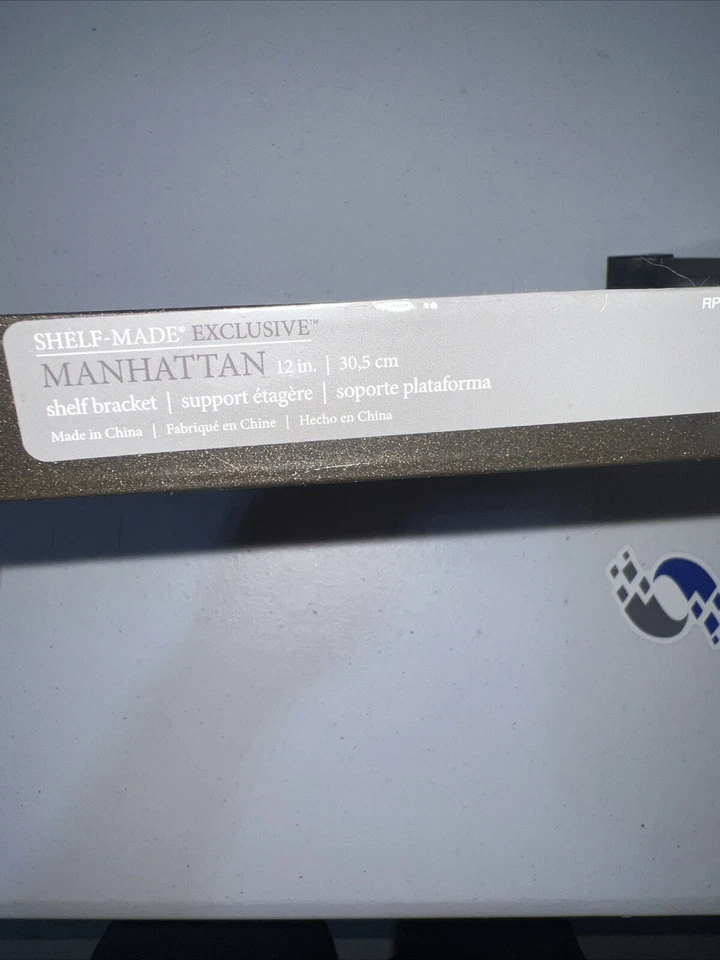 RP
SHELF-MADE® EXCLUSIVE™
MANHATTAN 12 in. | 30,5 cm
shelf bracket | support étagère | soporte plataforma
Made in China | Fabriqué en Chine | Hecho en China